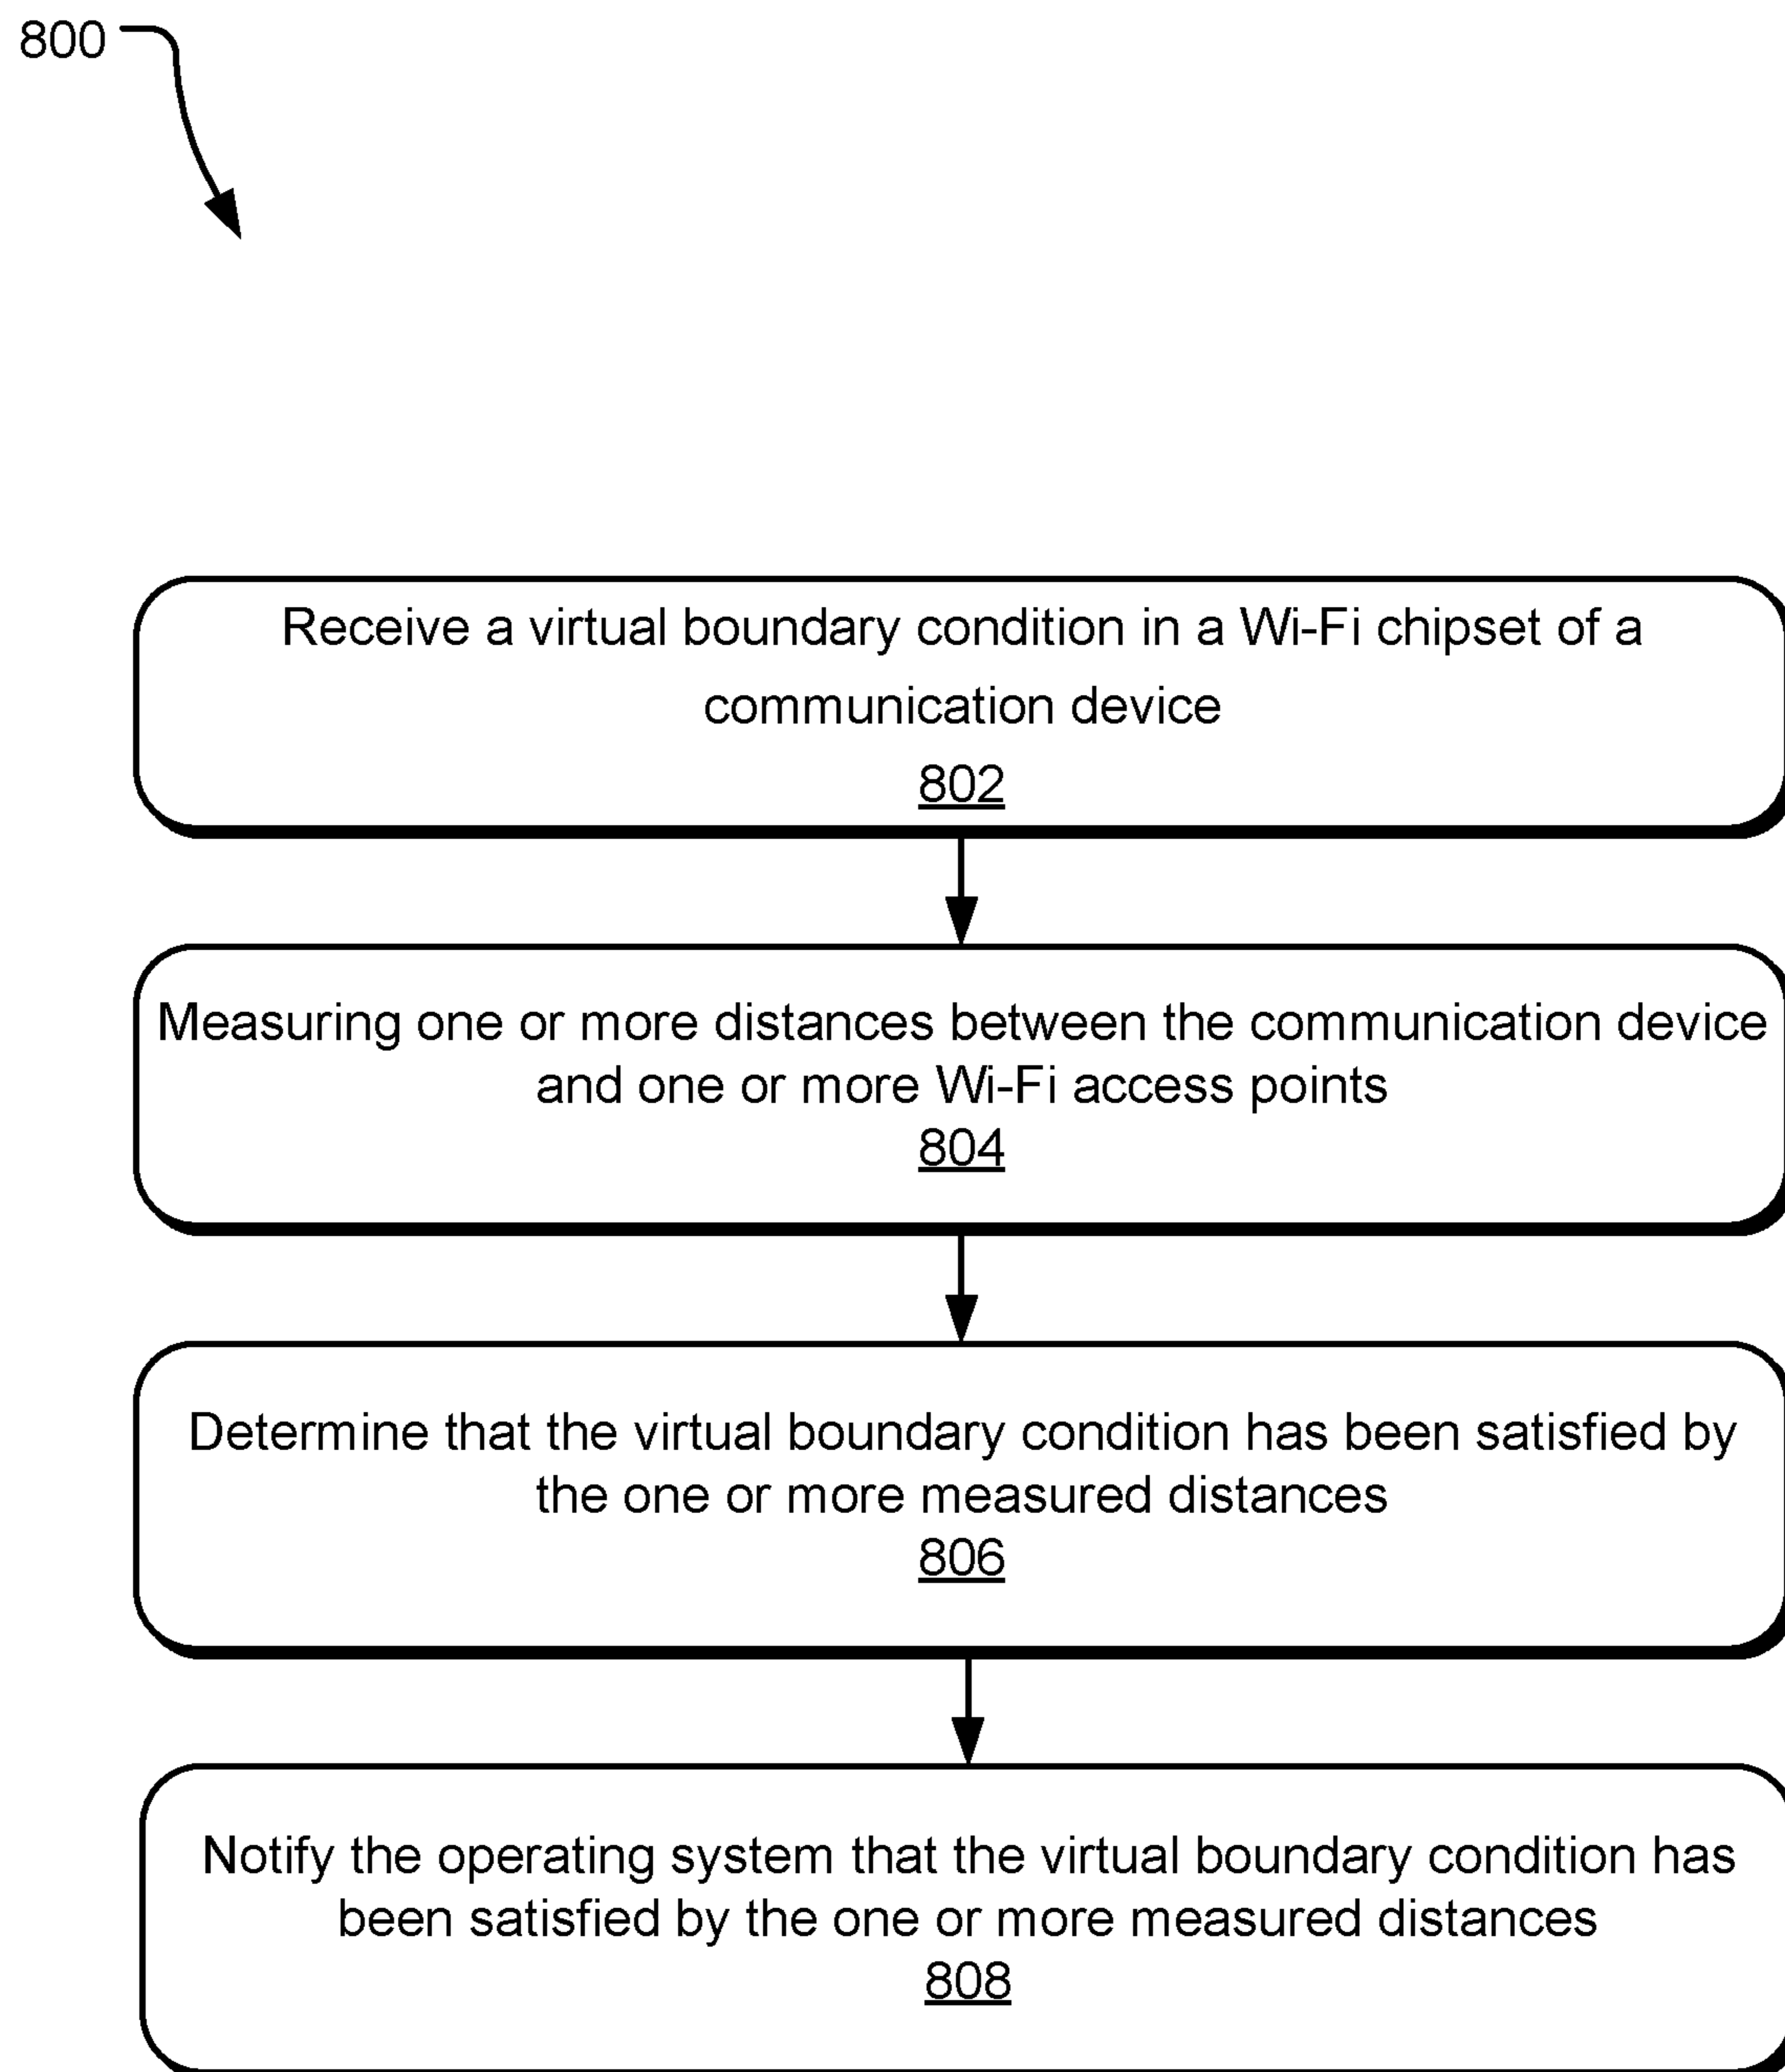 800
Receive a virtual boundary condition in a Wi-Fi chipset of a
communication device
802
Measuring one or more distances between the communication device
and one or more Wi-Fi access points
804
Determine that the virtual boundary condition has been satisfied by
the one or more measured distances
806
Notify the operating system that the virtual boundary condition has
been satisfied by the one or more measured distances
808